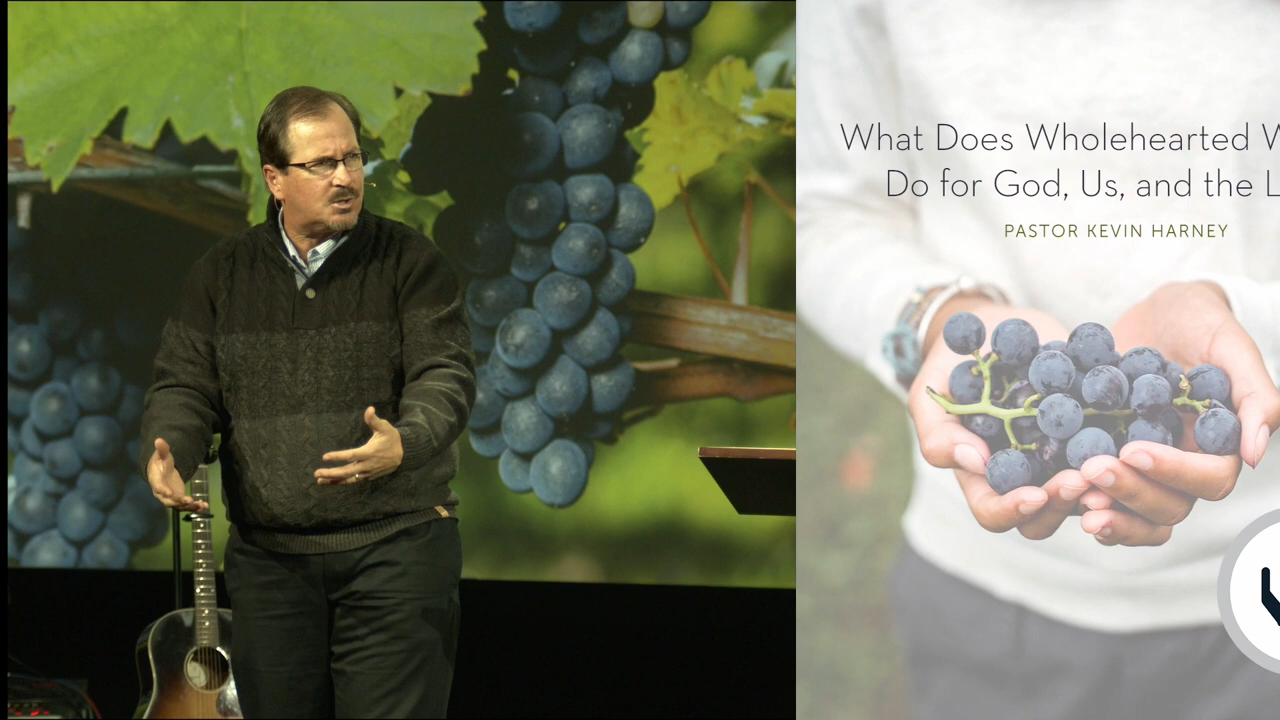 What Does Wholehearted
Do for God, Us, and the
PASTOR KEVIN HARNEY